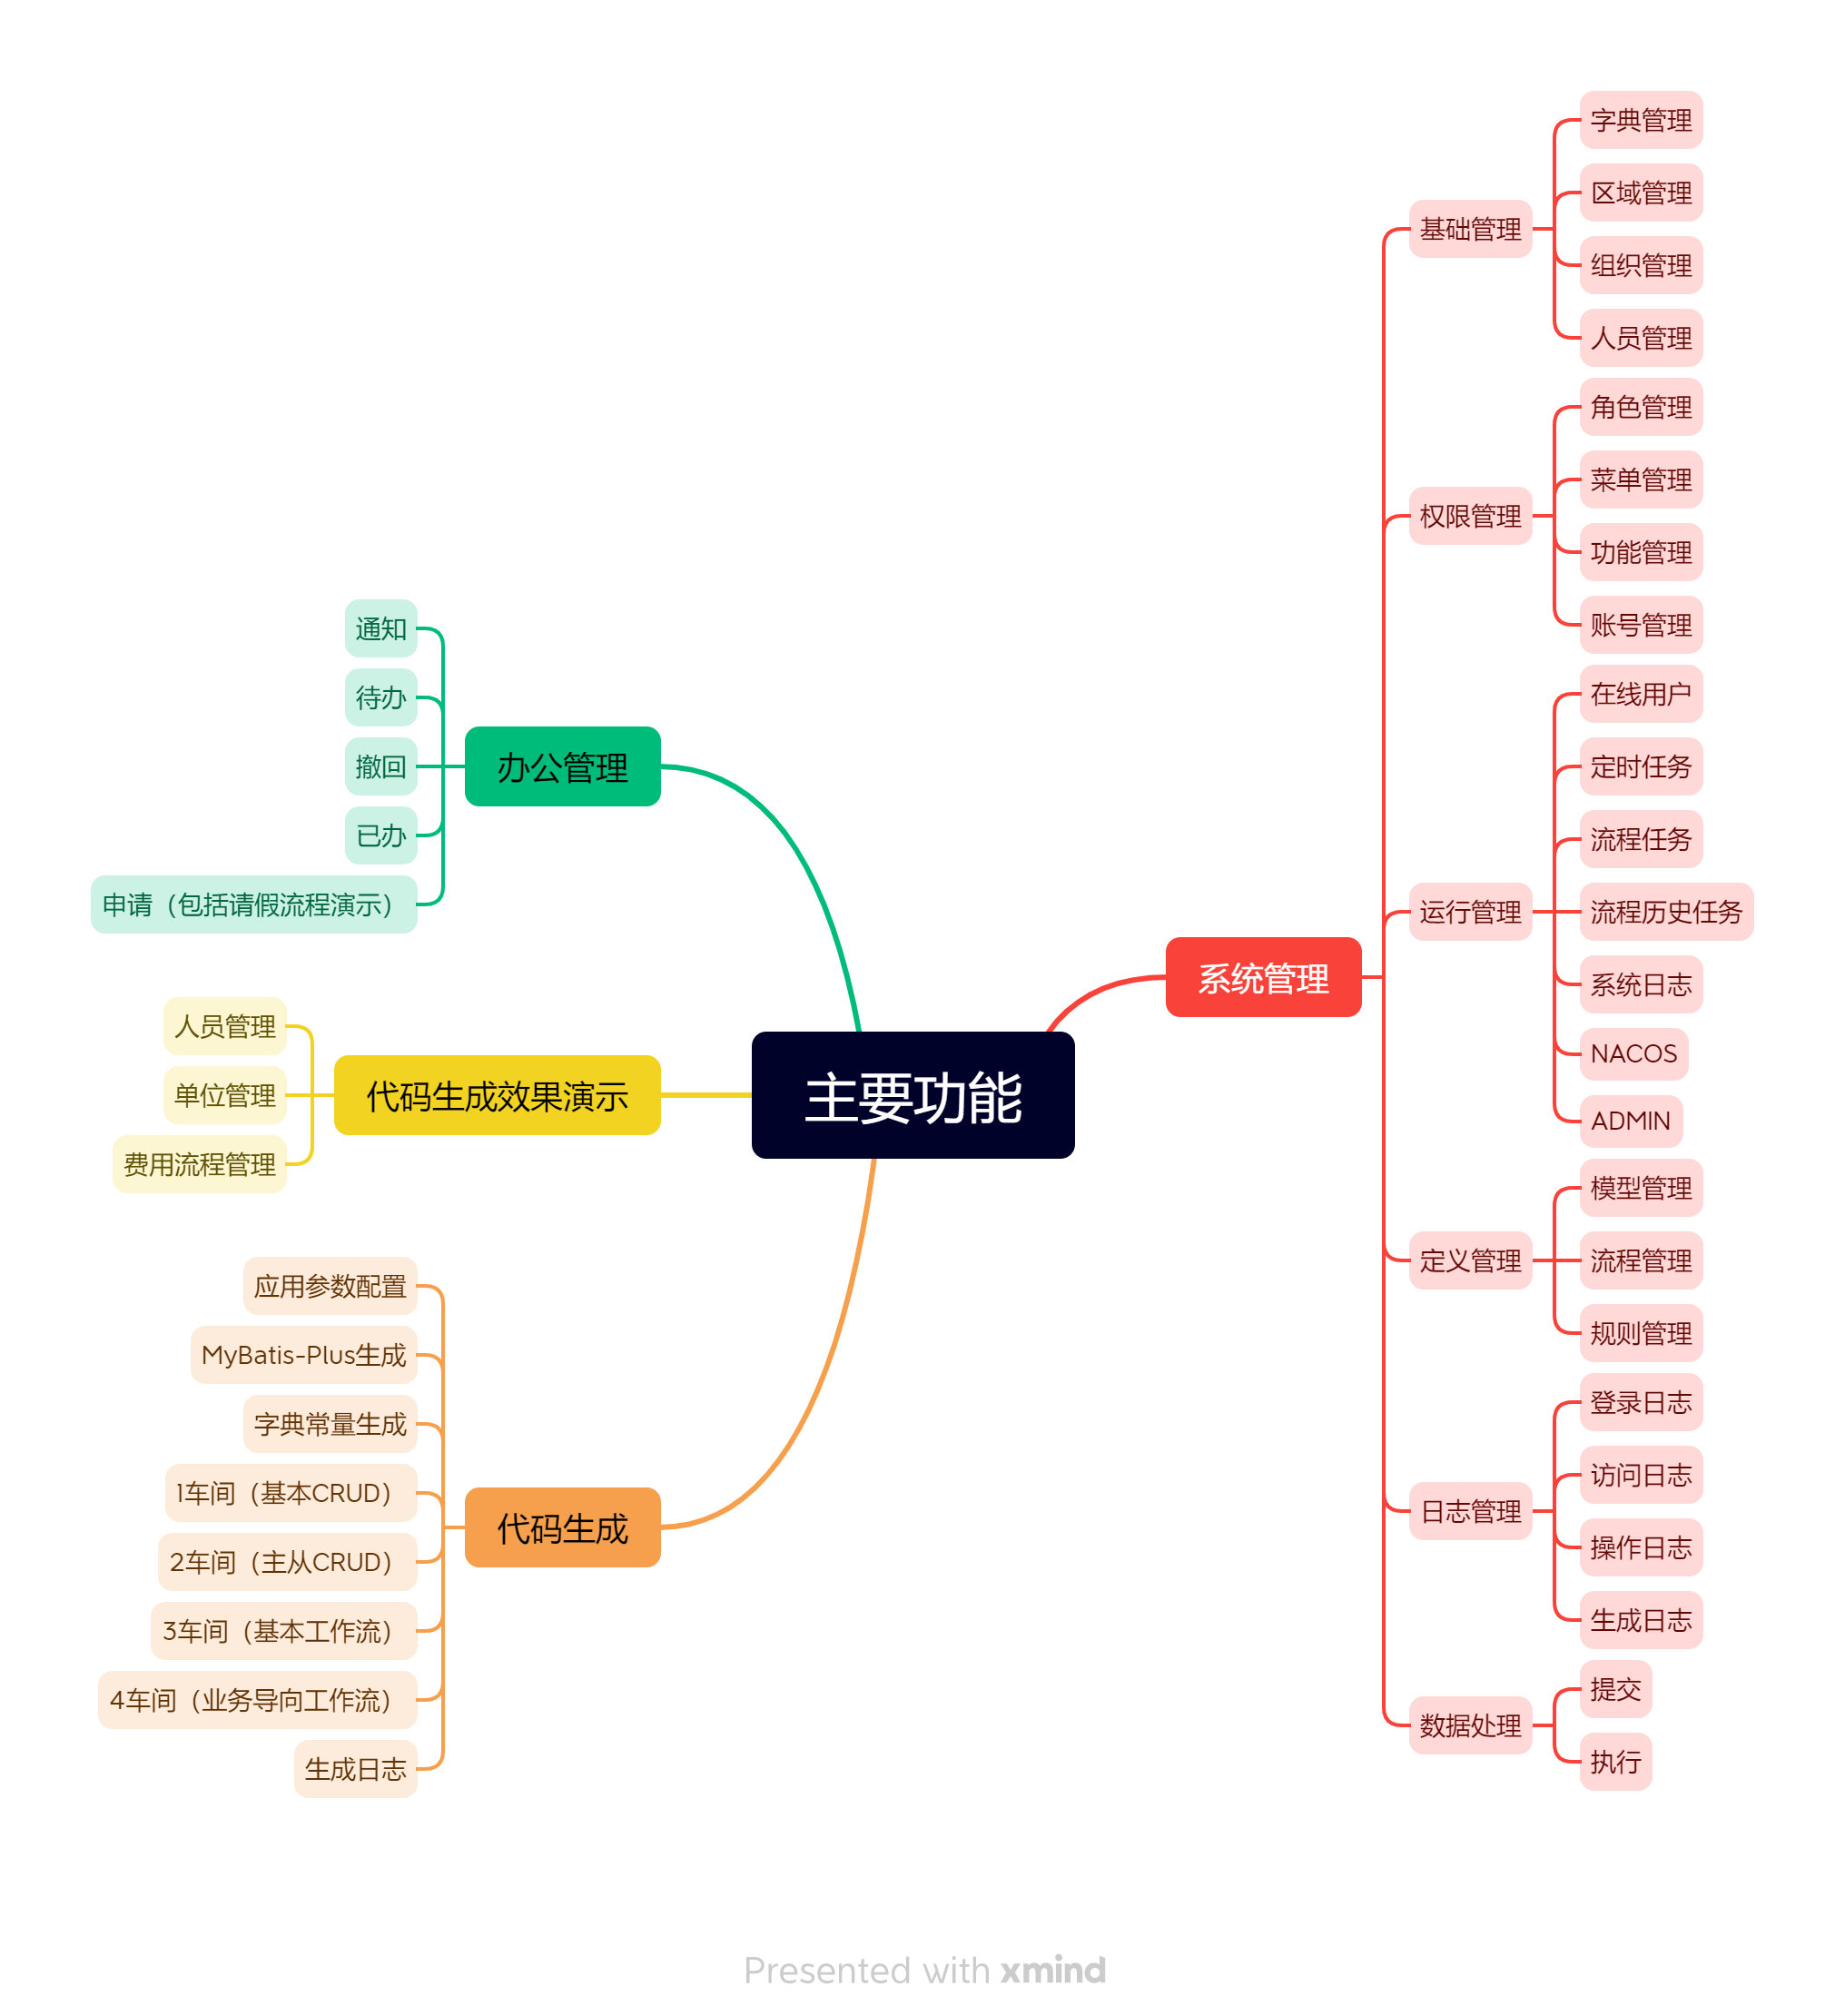 主要功能
系统管理
基础管理
字典管理
区域管理
组织管理
人员管理
权限管理
角色管理
菜单管理
功能管理
账号管理
运行管理
在线用户
定时任务
流程任务
流程历史任务
系统日志
NACOS
ADMIN
定义管理
模型管理
流程管理
规则管理
日志管理
登录日志
访问日志
操作日志
生成日志
数据处理
提交
执行
办公管理
通知
待办
撤回
已办
申请（包括请假流程演示）
代码生成效果演示
人员管理
单位管理
费用流程管理
代码生成
应用参数配置
MyBatis-Plus生成
字典常量生成
1车间（基本CRUD）
2车间（主从CRUD）
3车间（基本工作流）
4车间（业务导向工作流）
生成日志
Presented with xmind